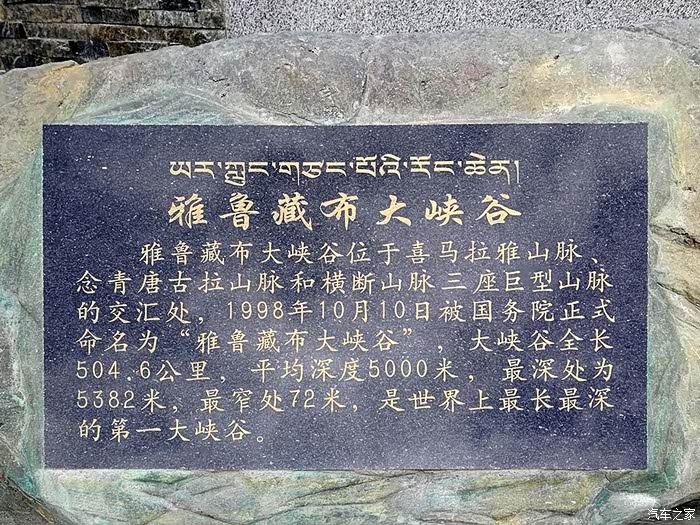 ཡར་ཀླུང་གཙང་པོའི་རོང་ཆེན།
雅鲁藏布大峡谷
雅鲁藏布大峡谷位于喜马拉雅山脉、
念青唐古拉山脉和横断山脉三座巨型山脉
的交汇处，1998年10月10日被国务院正式
命名为“雅鲁藏布大峡谷”，大峡谷全长
504.6公里，平均深度5000米，最深处为
5382米，最窄处72米，是世界上最长最深
的第一大峡谷。
汽车之家